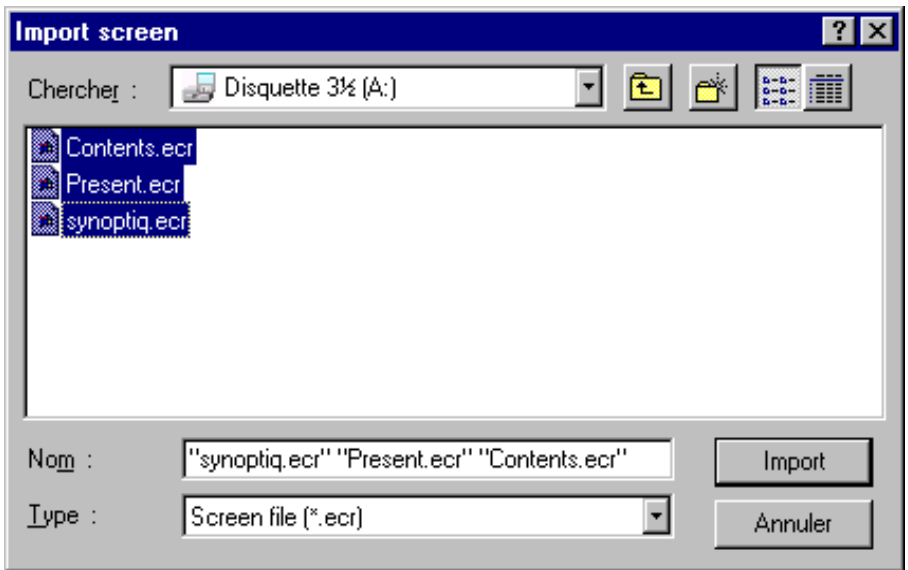 Import screen
Chercher : Disquette 3½ (A:)
Contents.ecr
Present.ecr
synoptiq.ecr
Nom : "synoptiq.ecr" "Present.ecr" "Contents.ecr" Import
Type : Screen file (*.ecr) Annuler